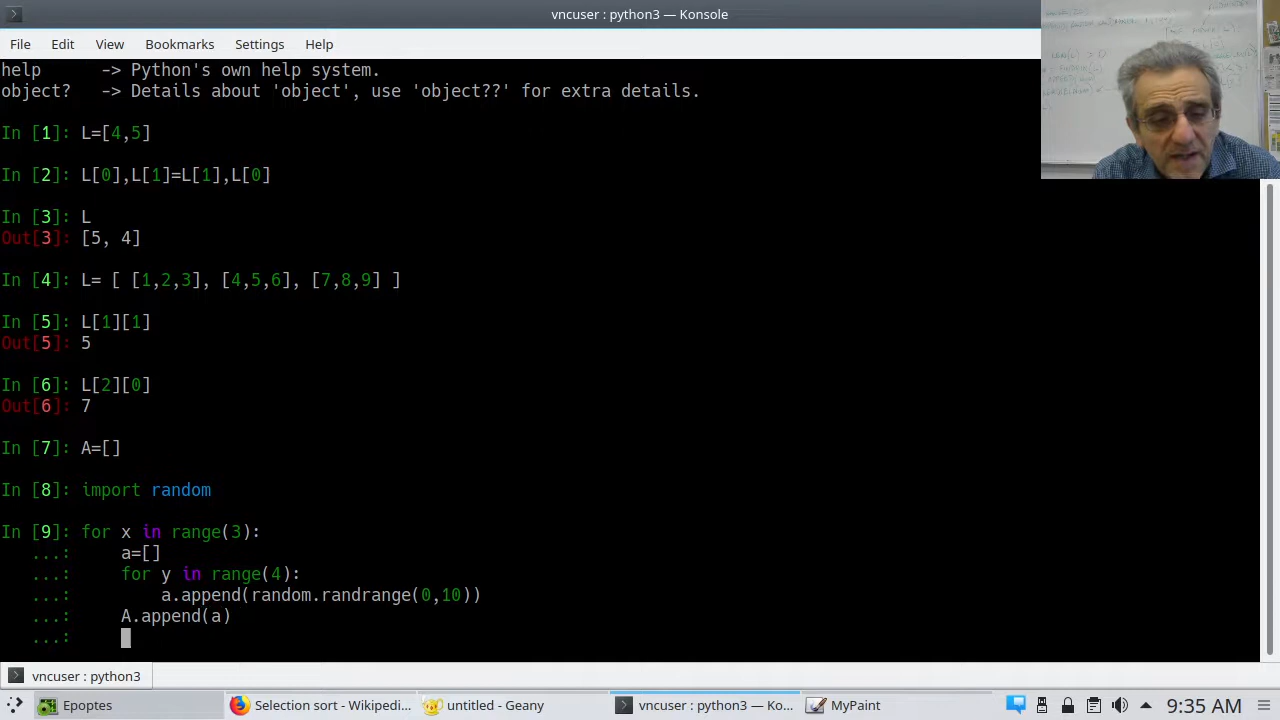 vncuser : python3 — Konsole
File Edit View Bookmarks Settings Help
help      -> Python's own help system.
object?   -> Details about 'object', use 'object??' for extra details.
In [1]: L=[4,5]
In [2]: L[0],L[1]=L[1],L[0]
In [3]: L
Out[3]: [5, 4]
In [4]: L= [ [1,2,3], [4,5,6], [7,8,9] ]
In [5]: L[1][1]
Out[5]: 5
In [6]: L[2][0]
Out[6]: 7
In [7]: A=[]
In [8]: import random
In [9]: for x in range(3):
   ...:     a=[]
   ...:     for y in range(4):
   ...:         a.append(random.randrange(0,10))
   ...:     A.append(a)
   ...:
vncuser : python3
Epoptes
Selection sort - Wikipedi...
untitled - Geany
vncuser : python3 — Ko...
MyPaint
9:35 AM